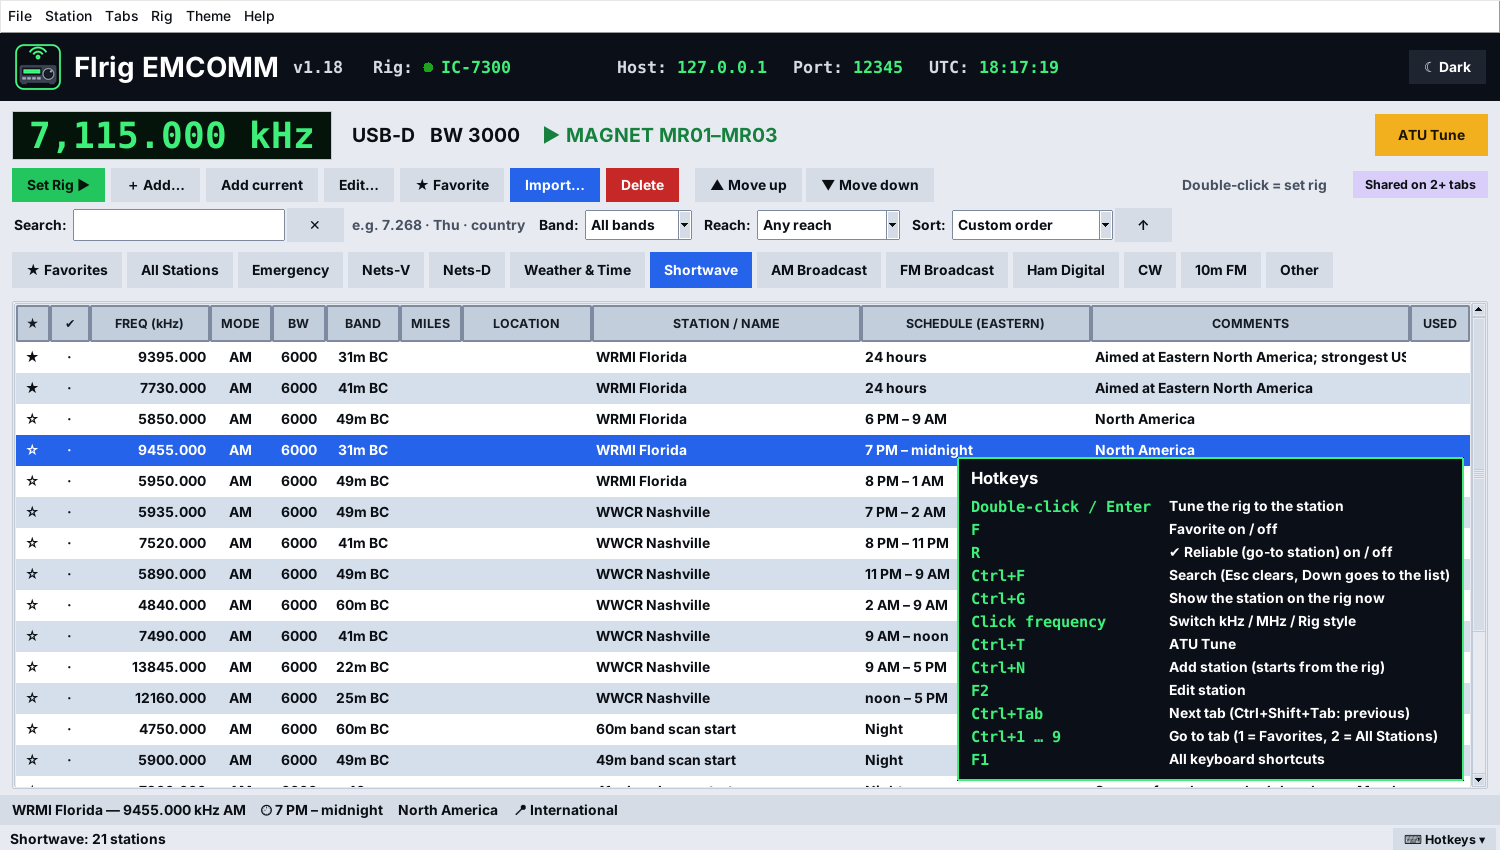 File Station Tabs Rig Theme Help
Flrig EMCOMM v1.18 Rig: IC-7300 Host: 127.0.0.1 Port: 12345 UTC: 18:17:19 ☾ Dark
7,115.000 kHz USB-D BW 3000 ▶ MAGNET MR01–MR03 ATU Tune
Set Rig ▶ + Add... Add current Edit... ★ Favorite Import... Delete ▲ Move up ▼ Move down Double-click = set rig Shared on 2+ tabs
Search: ✕ e.g. 7.268 · Thu · country Band: All bands Reach: Any reach Sort: Custom order ↑
★ Favorites All Stations Emergency Nets-V Nets-D Weather & Time Shortwave AM Broadcast FM Broadcast Ham Digital CW 10m FM Other
★ ✔ FREQ (kHz) MODE BW BAND MILES LOCATION STATION / NAME SCHEDULE (EASTERN) COMMENTS USED
★ · 9395.000 AM 6000 31m BC WRMI Florida 24 hours Aimed at Eastern North America; strongest US
★ · 7730.000 AM 6000 41m BC WRMI Florida 24 hours Aimed at Eastern North America
☆ · 5850.000 AM 6000 49m BC WRMI Florida 6 PM – 9 AM North America
☆ · 9455.000 AM 6000 31m BC WRMI Florida 7 PM – midnight North America
☆ · 5950.000 AM 6000 49m BC WRMI Florida 8 PM – 1 AM
☆ · 5935.000 AM 6000 49m BC WWCR Nashville 7 PM – 2 AM
☆ · 7520.000 AM 6000 41m BC WWCR Nashville 8 PM – 11 PM
☆ · 5890.000 AM 6000 49m BC WWCR Nashville 11 PM – 9 AM
☆ · 4840.000 AM 6000 60m BC WWCR Nashville 2 AM – 9 AM
☆ · 7490.000 AM 6000 41m BC WWCR Nashville 9 AM – noon
☆ · 13845.000 AM 6000 22m BC WWCR Nashville 9 AM – 5 PM
☆ · 12160.000 AM 6000 25m BC WWCR Nashville noon – 5 PM
☆ · 4750.000 AM 6000 60m BC 60m band scan start Night
☆ · 5900.000 AM 6000 49m BC 49m band scan start Night
Hotkeys
Double-click / Enter Tune the rig to the station
F Favorite on / off
R ✔ Reliable (go-to station) on / off
Ctrl+F Search (Esc clears, Down goes to the list)
Ctrl+G Show the station on the rig now
Click frequency Switch kHz / MHz / Rig style
Ctrl+T ATU Tune
Ctrl+N Add station (starts from the rig)
F2 Edit station
Ctrl+Tab Next tab (Ctrl+Shift+Tab: previous)
Ctrl+1 … 9 Go to tab (1 = Favorites, 2 = All Stations)
F1 All keyboard shortcuts
WRMI Florida — 9455.000 kHz AM 7 PM – midnight North America International
Shortwave: 21 stations ⌨ Hotkeys ▾